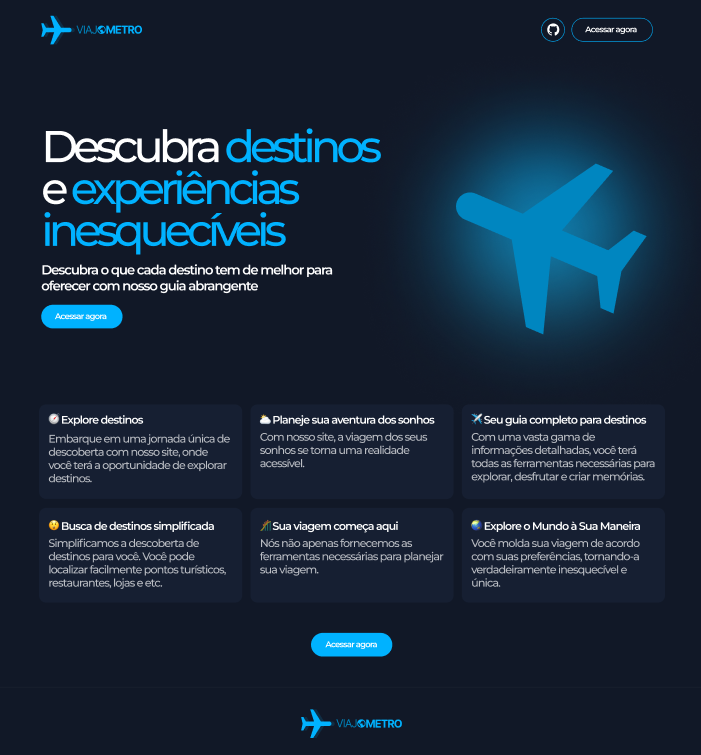 VIAJOMETRO
Acessar agora
Descubra destinos
e experiências
inesquecíveis
Descubra o que cada destino tem de melhor para
oferecer com nosso guia abrangente
Acessar agora
Explore destinos
Embarque em uma jornada única de
descoberta com nosso site, onde
você terá a oportunidade de explorar
destinos.
Planeje sua aventura dos sonhos
Com nosso site, a viagem dos seus
sonhos se torna uma realidade
acessível.
Seu guia completo para destinos
Com uma vasta gama de
informações detalhadas, você terá
todas as ferramentas necessárias para
explorar, desfrutar e criar memórias.
Busca de destinos simplificada
Simplificamos a descoberta de
destinos para você. Você pode
localizar facilmente pontos turísticos,
restaurantes, lojas e etc.
Sua viagem começa aqui
Nós não apenas fornecemos as
ferramentas necessárias para planejar
sua viagem.
Explore o Mundo à Sua Maneira
Você molda sua viagem de acordo
com suas preferências, tornando-a
verdadeiramente inesquecível e
única.
Acessar agora
VIAJOMETRO